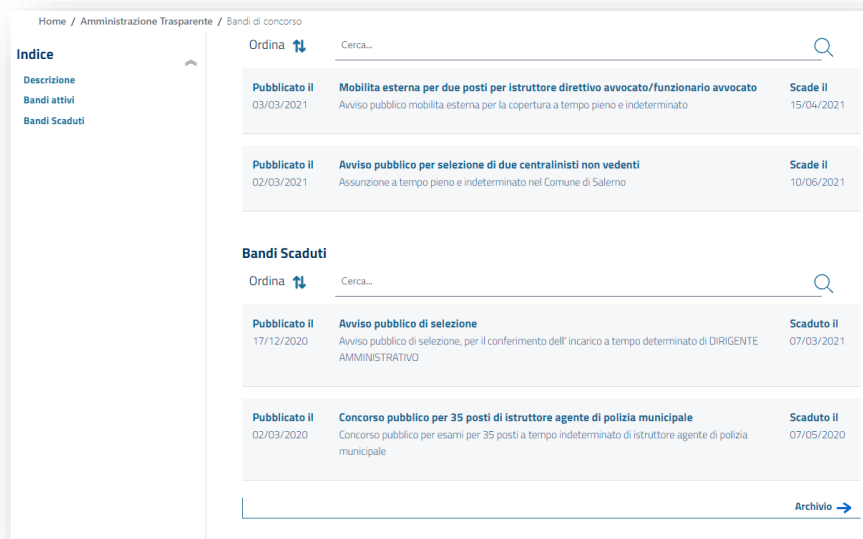 Home / Amministrazione Trasparente / Bandi di concorso
Indice
Descrizione
Bandi attivi
Bandi Scaduti
Ordina
Cerca...
Pubblicato il
03/03/2021
Mobilita esterna per due posti per istruttore direttivo avvocato/funzionario avvocato
Avviso pubblico mobilita esterna per la copertura a tempo pieno e indeterminato
Scade il
15/04/2021
Pubblicato il
02/03/2021
Avviso pubblico per selezione di due centralinisti non vedenti
Assunzione a tempo pieno e indeterminato nel Comune di Salerno
Scade il
10/06/2021
Bandi Scaduti
Ordina
Cerca...
Pubblicato il
17/12/2020
Avviso pubblico di selezione
Avviso pubblico di selezione, per il conferimento dell' incarico a tempo determinato di DIRIGENTE
AMMINISTRATIVO
Scaduto il
07/03/2021
Pubblicato il
02/03/2020
Concorso pubblico per 35 posti di istruttore agente di polizia municipale
Concorso pubblico per esami per 35 posti a tempo indeterminato di istruttore agente di polizia
municipale
Scaduto il
07/05/2020
Archivio